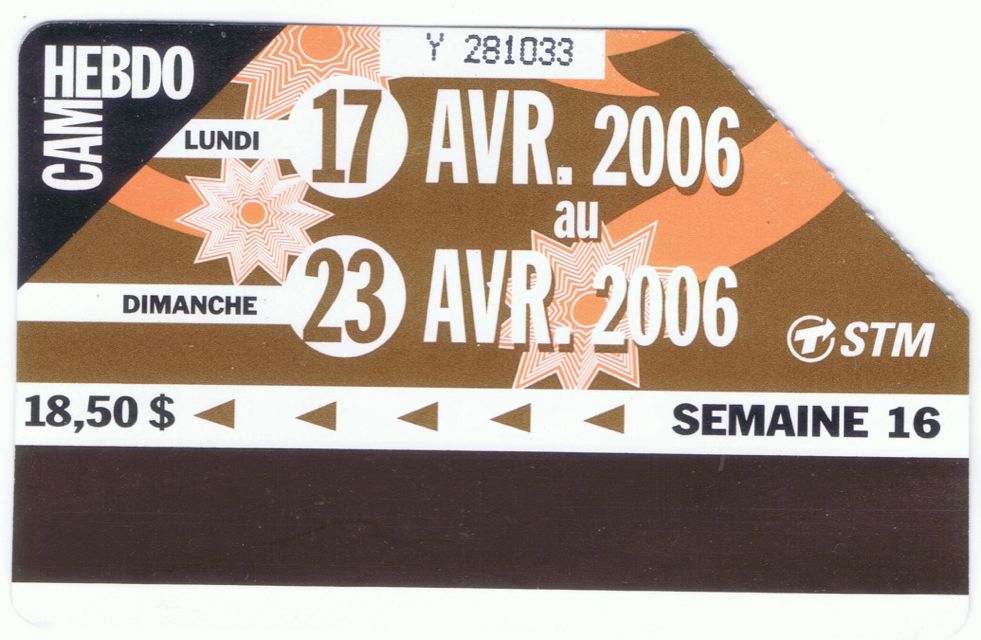 CAM HEBDO
Y 281033
LUNDI 17 AVR. 2006
au
DIMANCHE 23 AVR. 2006
STM
18,50 $ SEMAINE 16